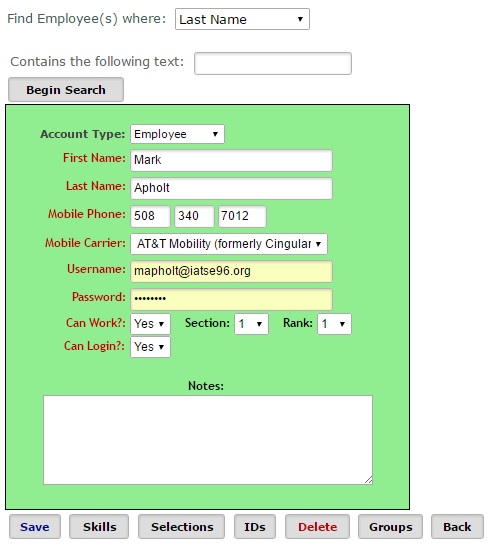 Find Employee(s) where: Last Name
Contains the following text:
Begin Search
Account Type: Employee
First Name: Mark
Last Name: Apholt
Mobile Phone: 508 340 7012
Mobile Carrier: AT&T Mobility (formerly Cingular
Username: mapholt@iatse96.org
Password: ••••••••
Can Work?: Yes Section: 1 Rank: 1
Can Login?: Yes
Notes:
Save Skills Selections IDs Delete Groups Back